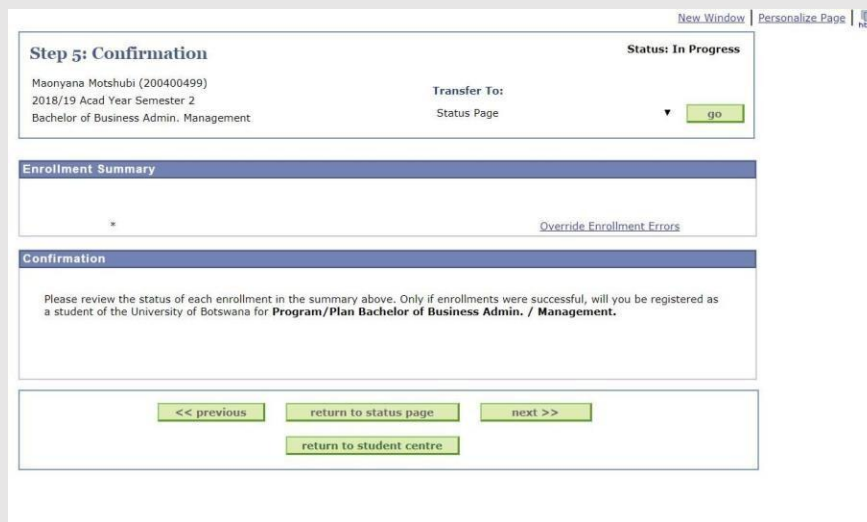 New Window | Personalize Page |
Step 5: Confirmation
Status: In Progress
Maonyana Motshubi (200400499)
2018/19 Acad Year Semester 2
Bachelor of Business Admin. Management
Transfer To:
Status Page
go
Enrollment Summary
*
Override Enrollment Errors
Confirmation
Please review the status of each enrollment in the summary above. Only if enrollments were successful, will you be registered as
a student of the University of Botswana for Program/Plan Bachelor of Business Admin. / Management.
<< previous
return to status page
next >>
return to student centre